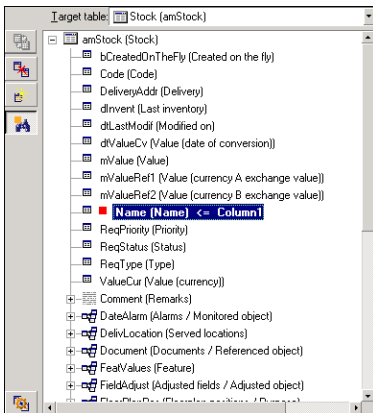 Target table: Stock (amStock)
amStock (Stock)
bCreatedOnTheFly (Created on the fly)
Code (Code)
DeliveryAddr (Delivery)
dInvent (Last inventory)
dtLastModif (Modified on)
dtValueCv (Value (date of conversion))
mValue (Value)
mValueRef1 (Value (currency A exchange value))
mValueRef2 (Value (currency B exchange value))
Name (Name) <= Column1
ReqPriority (Priority)
ReqStatus (Status)
ReqType (Type)
ValueCur (Value (currency))
Comment (Remarks)
DateAlarm (Alarms / Monitored object)
DelivLocation (Served locations)
Document (Documents / Referenced object)
FeatValues (Feature)
FieldAdjust (Adjusted fields / Adjusted object)